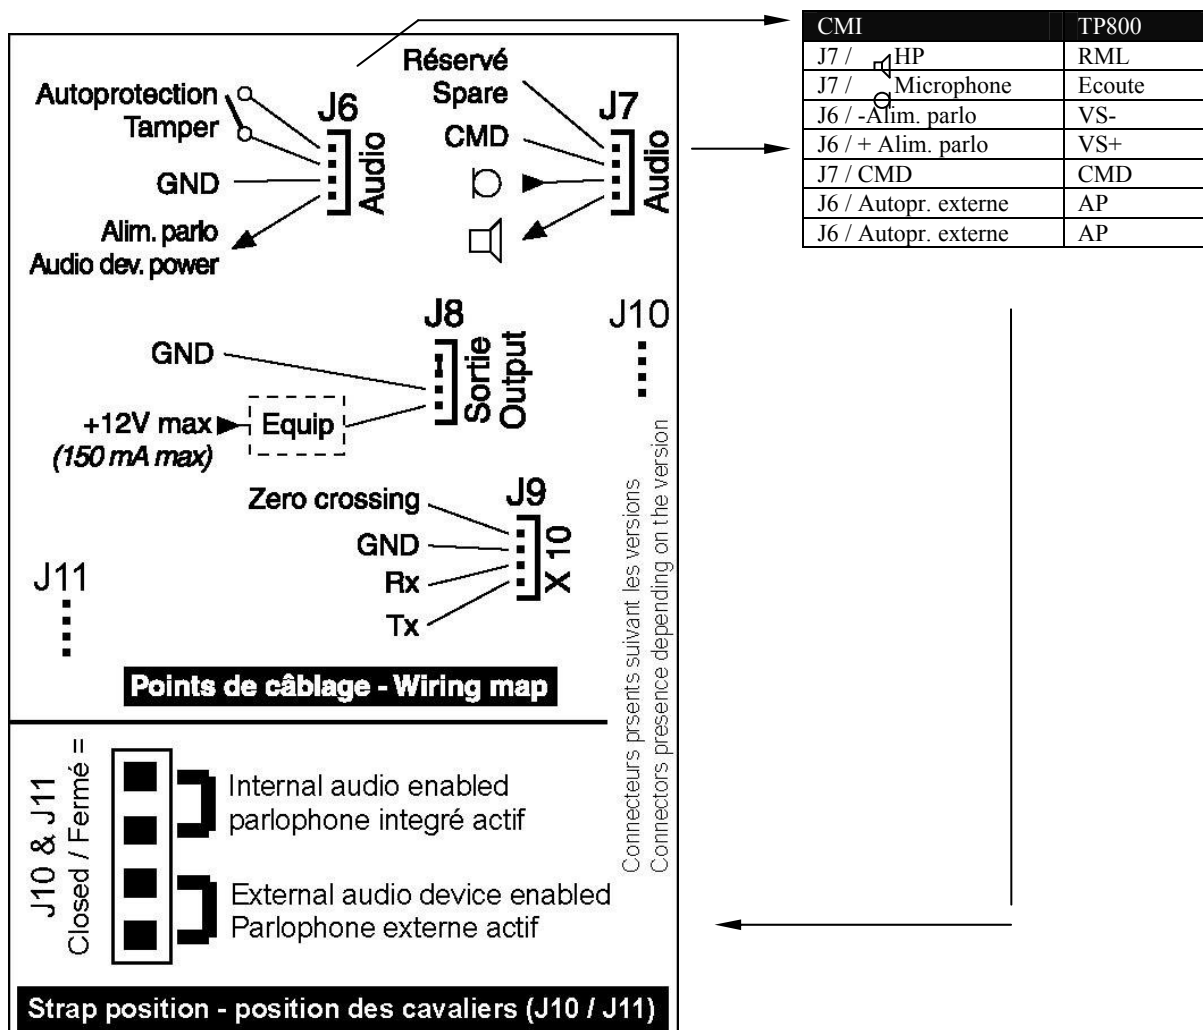 CMI TP800
J7 / HP RML
J7 / Microphone Ecoute
J6 / -Alim. parlo VS-
J6 / + Alim. parlo VS+
J7 / CMD CMD
J6 / Autopr. externe AP
J6 / Autopr. externe AP
Autoprotection
Tamper
GND
Alim. parlo
Audio dev. power
J6
Audio
Réservé
Spare
CMD
J7
Audio
J8
Sortie
Output
GND
+12V max
(150 mA max)
Equip
J10
J9
X 10
Zero crossing
GND
Rx
Tx
J11
Connecteurs prsents suivant les versions
Connectors presence depending on the version
Points de câblage - Wiring map
J10 & J11
Closed / Fermé =
Internal audio enabled
parlophone integré actif
External audio device enabled
Parlophone externe actif
Strap position - position des cavaliers (J10 / J11)